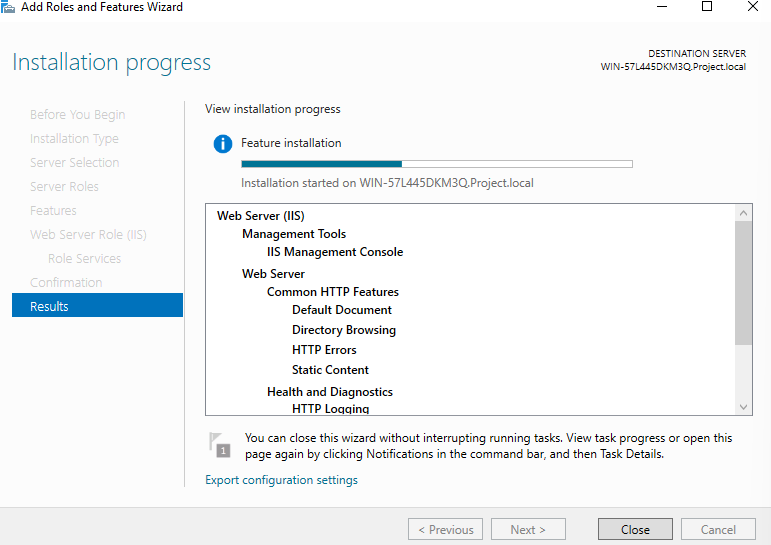 Add Roles and Features Wizard
Installation progress
DESTINATION SERVER
WIN-57L445DKM3Q.Project.local
Before You Begin
Installation Type
Server Selection
Server Roles
Features
Web Server Role (IIS)
Role Services
Confirmation
Results
View installation progress
i Feature installation
Installation started on WIN-57L445DKM3Q.Project.local
Web Server (IIS)
Management Tools
IIS Management Console
Web Server
Common HTTP Features
Default Document
Directory Browsing
HTTP Errors
Static Content
Health and Diagnostics
HTTP Logging
1
You can close this wizard without interrupting running tasks. View task progress or open this
page again by clicking Notifications in the command bar, and then Task Details.
Export configuration settings
< Previous
Next >
Close
Cancel